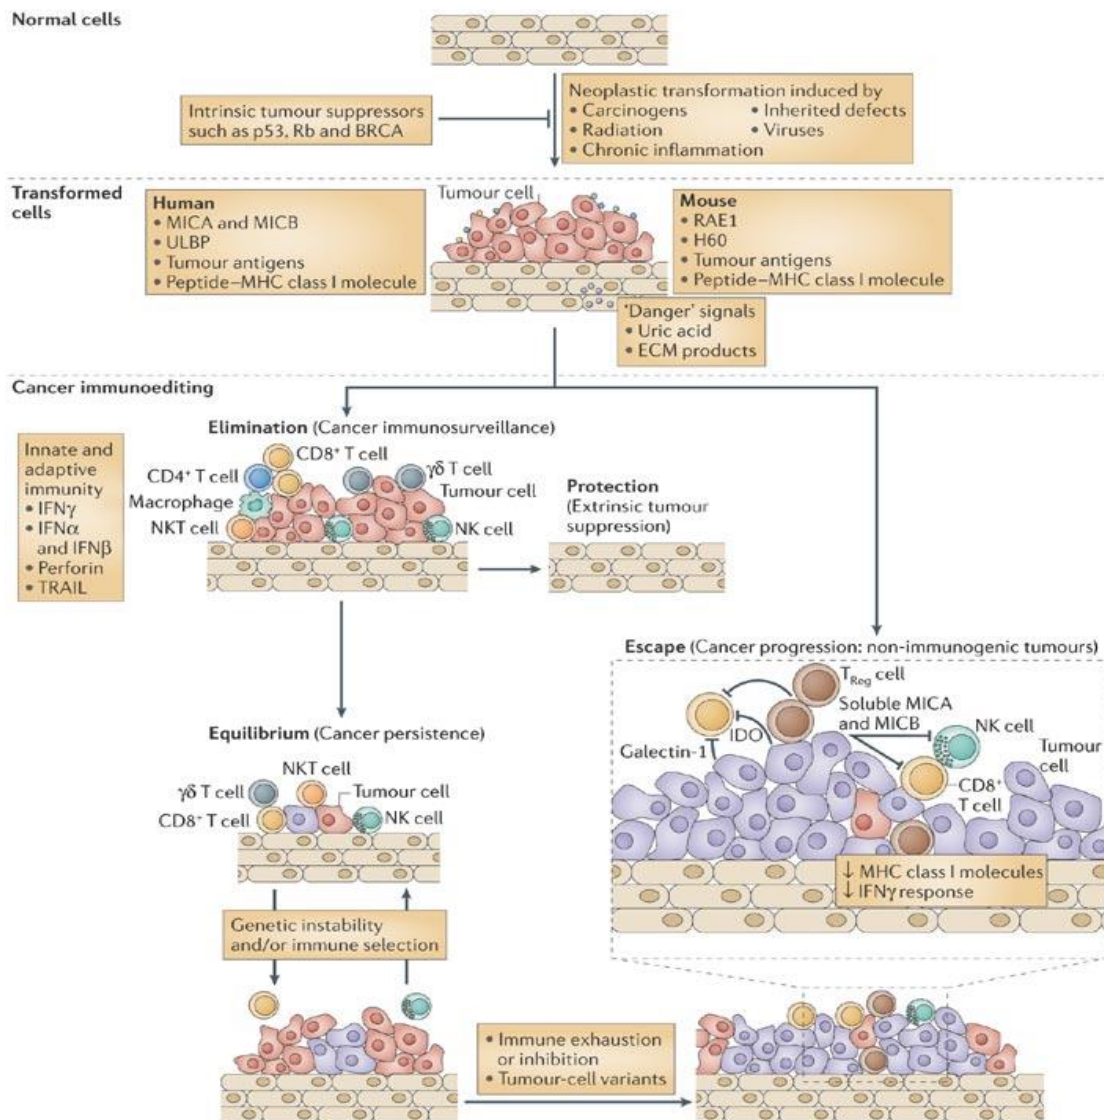 Normal cells
Intrinsic tumour suppressors
such as p53, Rb and BRCA
Neoplastic transformation induced by
• Carcinogens • Inherited defects
• Radiation • Viruses
• Chronic inflammation
Transformed
cells
Human
• MICA and MICB
• ULBP
• Tumour antigens
• Peptide–MHC class I molecule
Tumour cell
Mouse
• RAE1
• H60
• Tumour antigens
• Peptide–MHC class I molecule
'Danger' signals
• Uric acid
• ECM products
Cancer immunoediting
Elimination (Cancer immunosurveillance)
Innate and
adaptive
immunity
• IFNγ
• IFNα
and IFNβ
• Perforin
• TRAIL
CD8⁺ T cell
CD4⁺ T cell
Macrophage
NKT cell
γδ T cell
Tumour cell
NK cell
Protection
(Extrinsic tumour
suppression)
Equilibrium (Cancer persistence)
NKT cell
γδ T cell
CD8⁺ T cell
Tumour cell
NK cell
Genetic instability
and/or immune selection
• Immune exhaustion
or inhibition
• Tumour-cell variants
Escape (Cancer progression: non-immunogenic tumours)
TReg cell
Soluble MICA
and MICB
NK cell
IDO
Galectin-1
Tumour
cell
CD8⁺
T cell
↓ MHC class I molecules
↓ IFNγ response